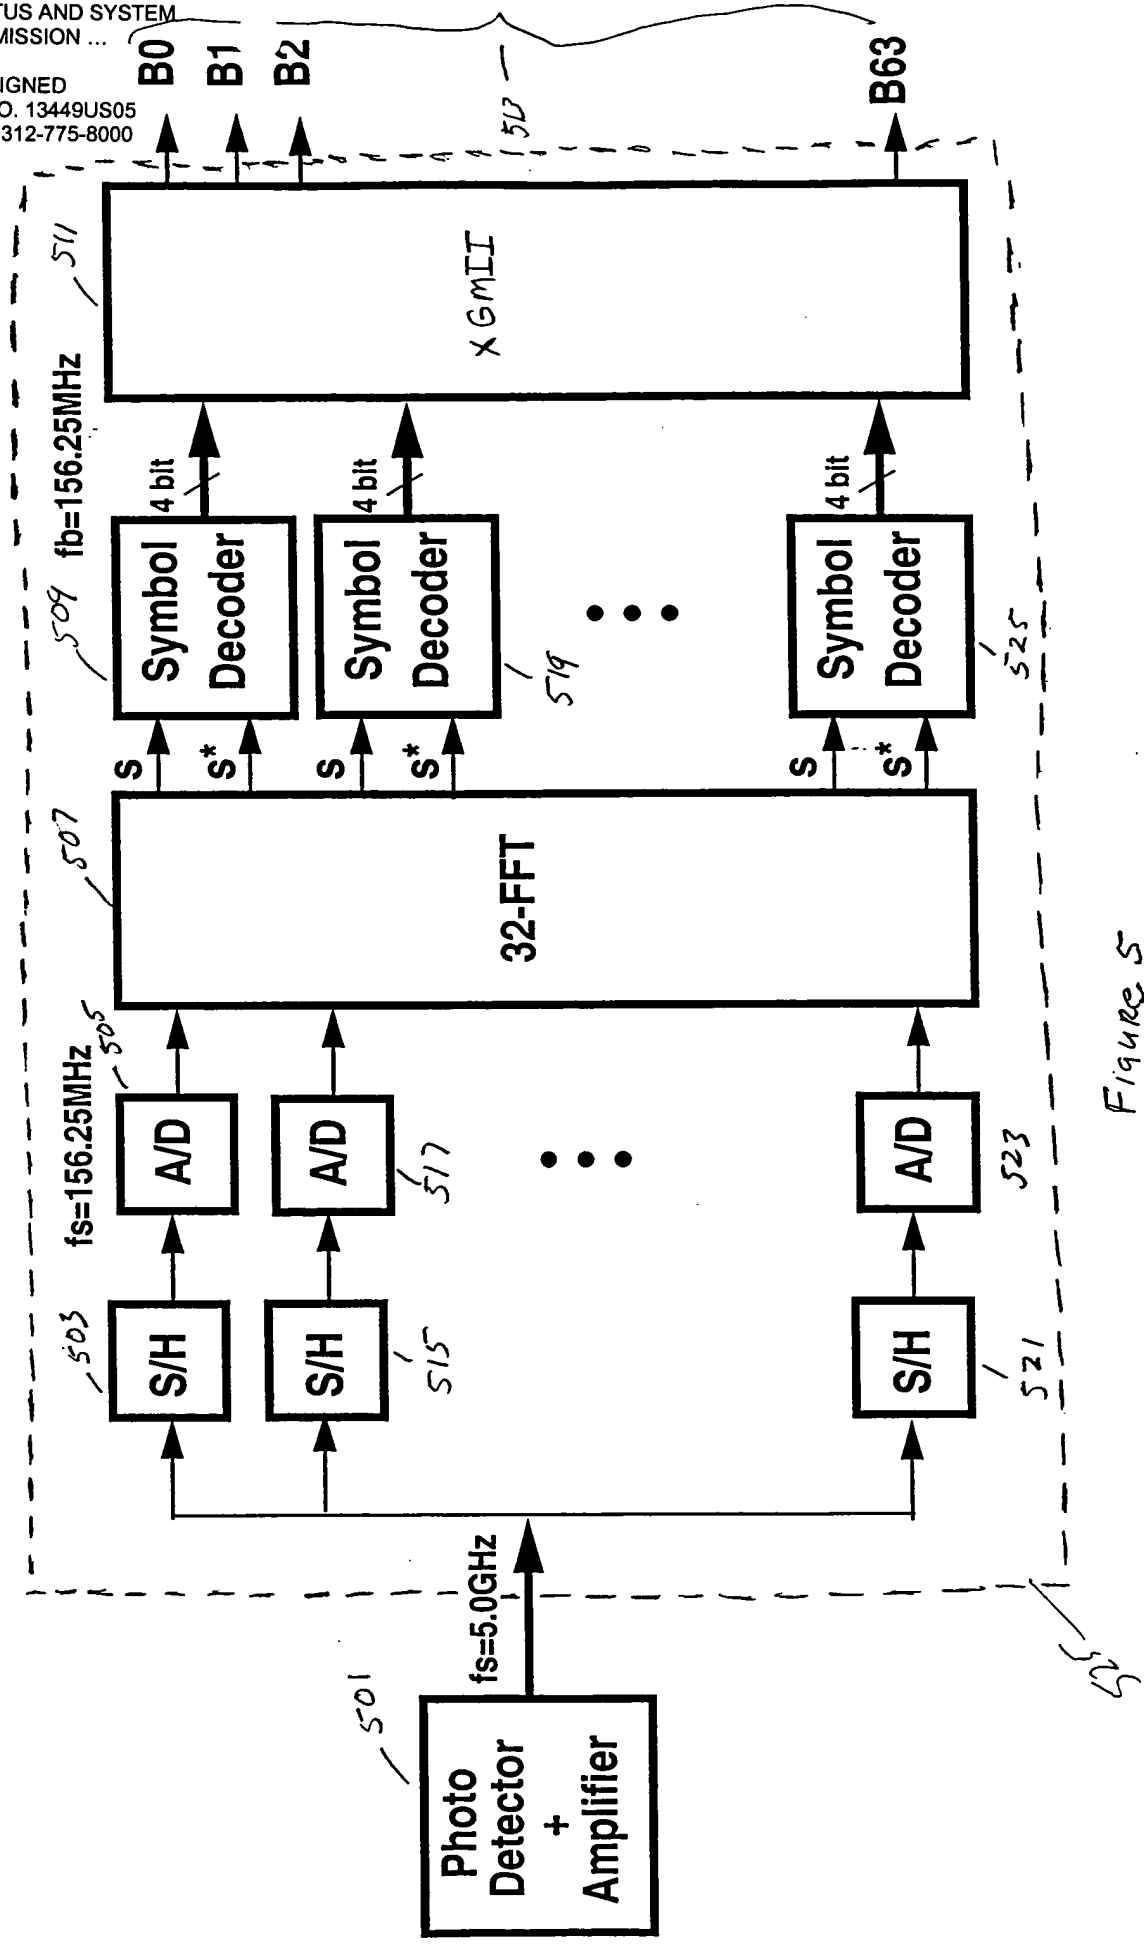 TUS AND SYSTEM
MISSION ...
IGNED
O. 13449US05
312-775-8000
B0
B1
B2
B63
513
511
XGMII
fb=156.25MHz
4 bit
4 bit
4 bit
509
Symbol
Decoder
Symbol
Decoder
519
Symbol
Decoder
525
s
s*
s
s*
s
s*
507
32-FFT
fs=156.25MHz
505
A/D
A/D
517
A/D
523
503
S/H
S/H
515
S/H
521
fs=5.0GHz
501
Photo
Detector
+
Amplifier
Figure 5